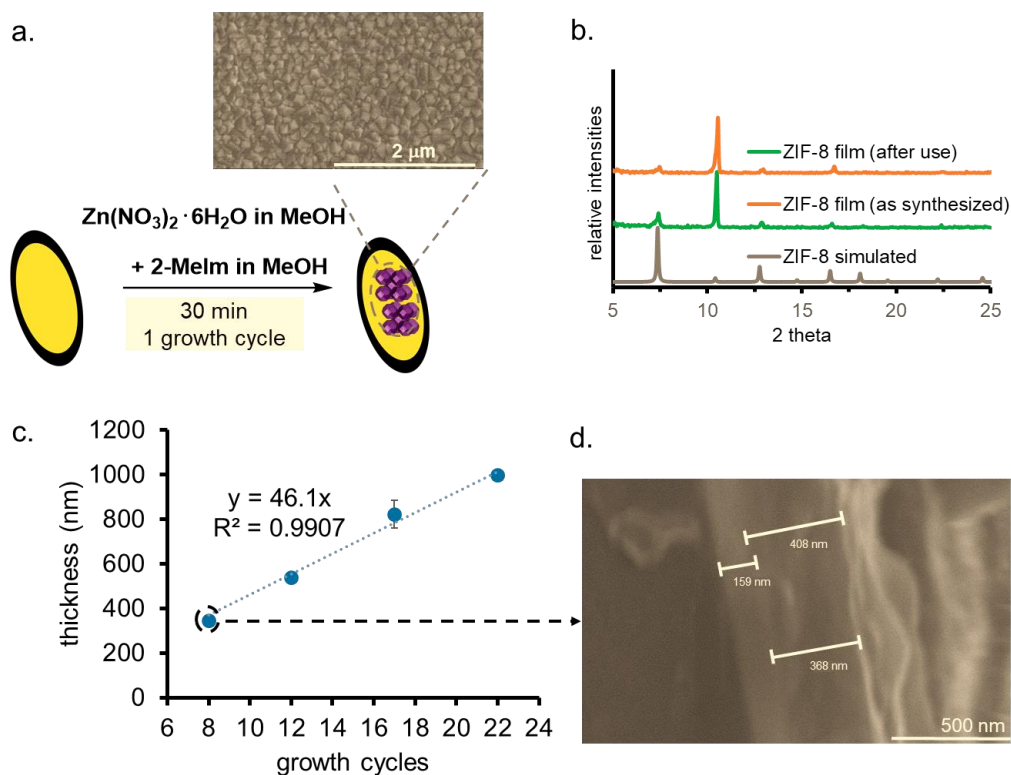 a.
2 μm
Zn(NO₃)₂·6H₂O in MeOH
+ 2-MeIm in MeOH
30 min
1 growth cycle
b.
relative intensities
ZIF-8 film (after use)
ZIF-8 film (as synthesized)
ZIF-8 simulated
5 10 15 20 25
2 theta
c.
thickness (nm)
1200
1000
800
600
400
200
0
y = 46.1x
R² = 0.9907
6 8 10 12 14 16 18 20 22 24
growth cycles
d.
408 nm
159 nm
368 nm
500 nm